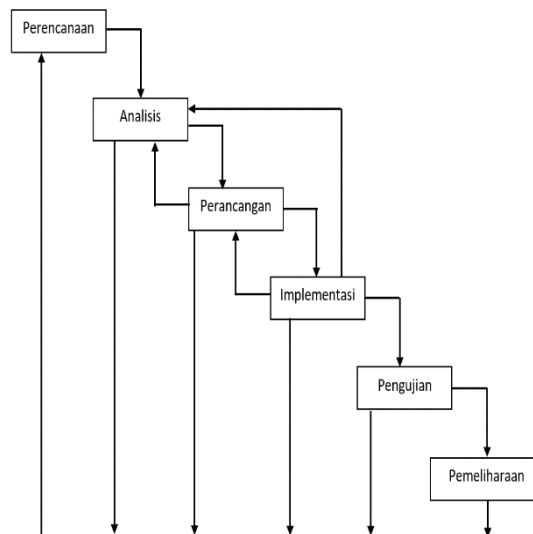 Perencanaan
Analisis
Perancangan
Implementasi
Pengujian
Pemeliharaan